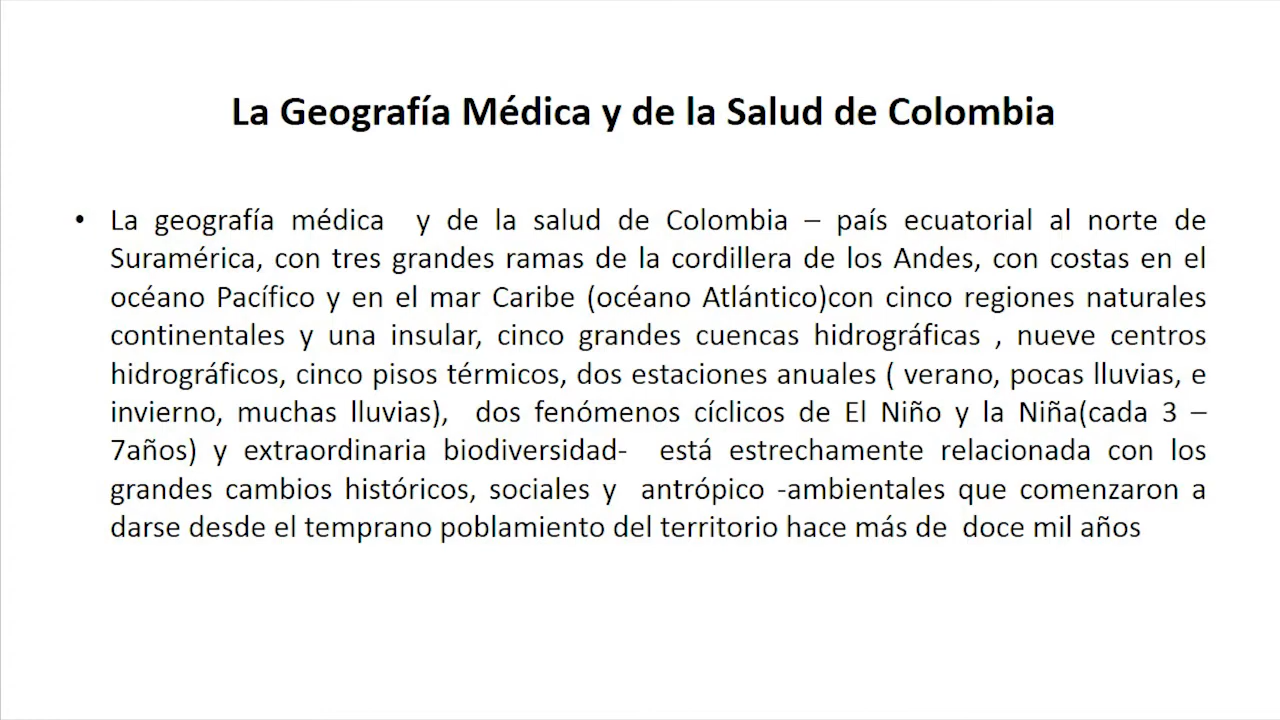 La Geografía Médica y de la Salud de Colombia
• La geografía médica  y de la salud de Colombia – país ecuatorial al norte de
Suramérica, con tres grandes ramas de la cordillera de los Andes, con costas en el
océano Pacífico y en el mar Caribe (océano Atlántico)con cinco regiones naturales
continentales y una insular, cinco grandes cuencas hidrográficas , nueve centros
hidrográficos, cinco pisos térmicos, dos estaciones anuales ( verano, pocas lluvias, e
invierno, muchas lluvias),  dos fenómenos cíclicos de El Niño y la Niña(cada 3 –
7años) y extraordinaria biodiversidad-  está estrechamente relacionada con los
grandes cambios históricos, sociales y  antrópico -ambientales que comenzaron a
darse desde el temprano poblamiento del territorio hace más de  doce mil años